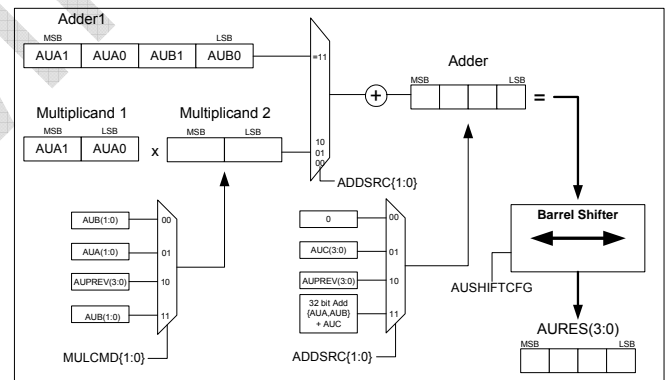 Adder1
MSB LSB
AUA1 AUA0 AUB1 AUB0
=11
Adder
MSB LSB
+ =
Multiplicand 1 Multiplicand 2
MSB LSB MSB LSB
AUA1 AUA0 x
10
01
00
ADDSRC{1:0}
AUB(1:0) 00
AUA(1:0) 01
AUPREV(3:0) 10
AUB(1:0) 11
MULCMD{1:0}
0 00
AUC(3:0) 01
AUPREV(3:0) 10
32 bit Add
{AUA,AUB}
+ AUC
11
ADDSRC{1:0}
Barrel Shifter
AUSHIFTCFG
AURES(3:0)
MSB LSB